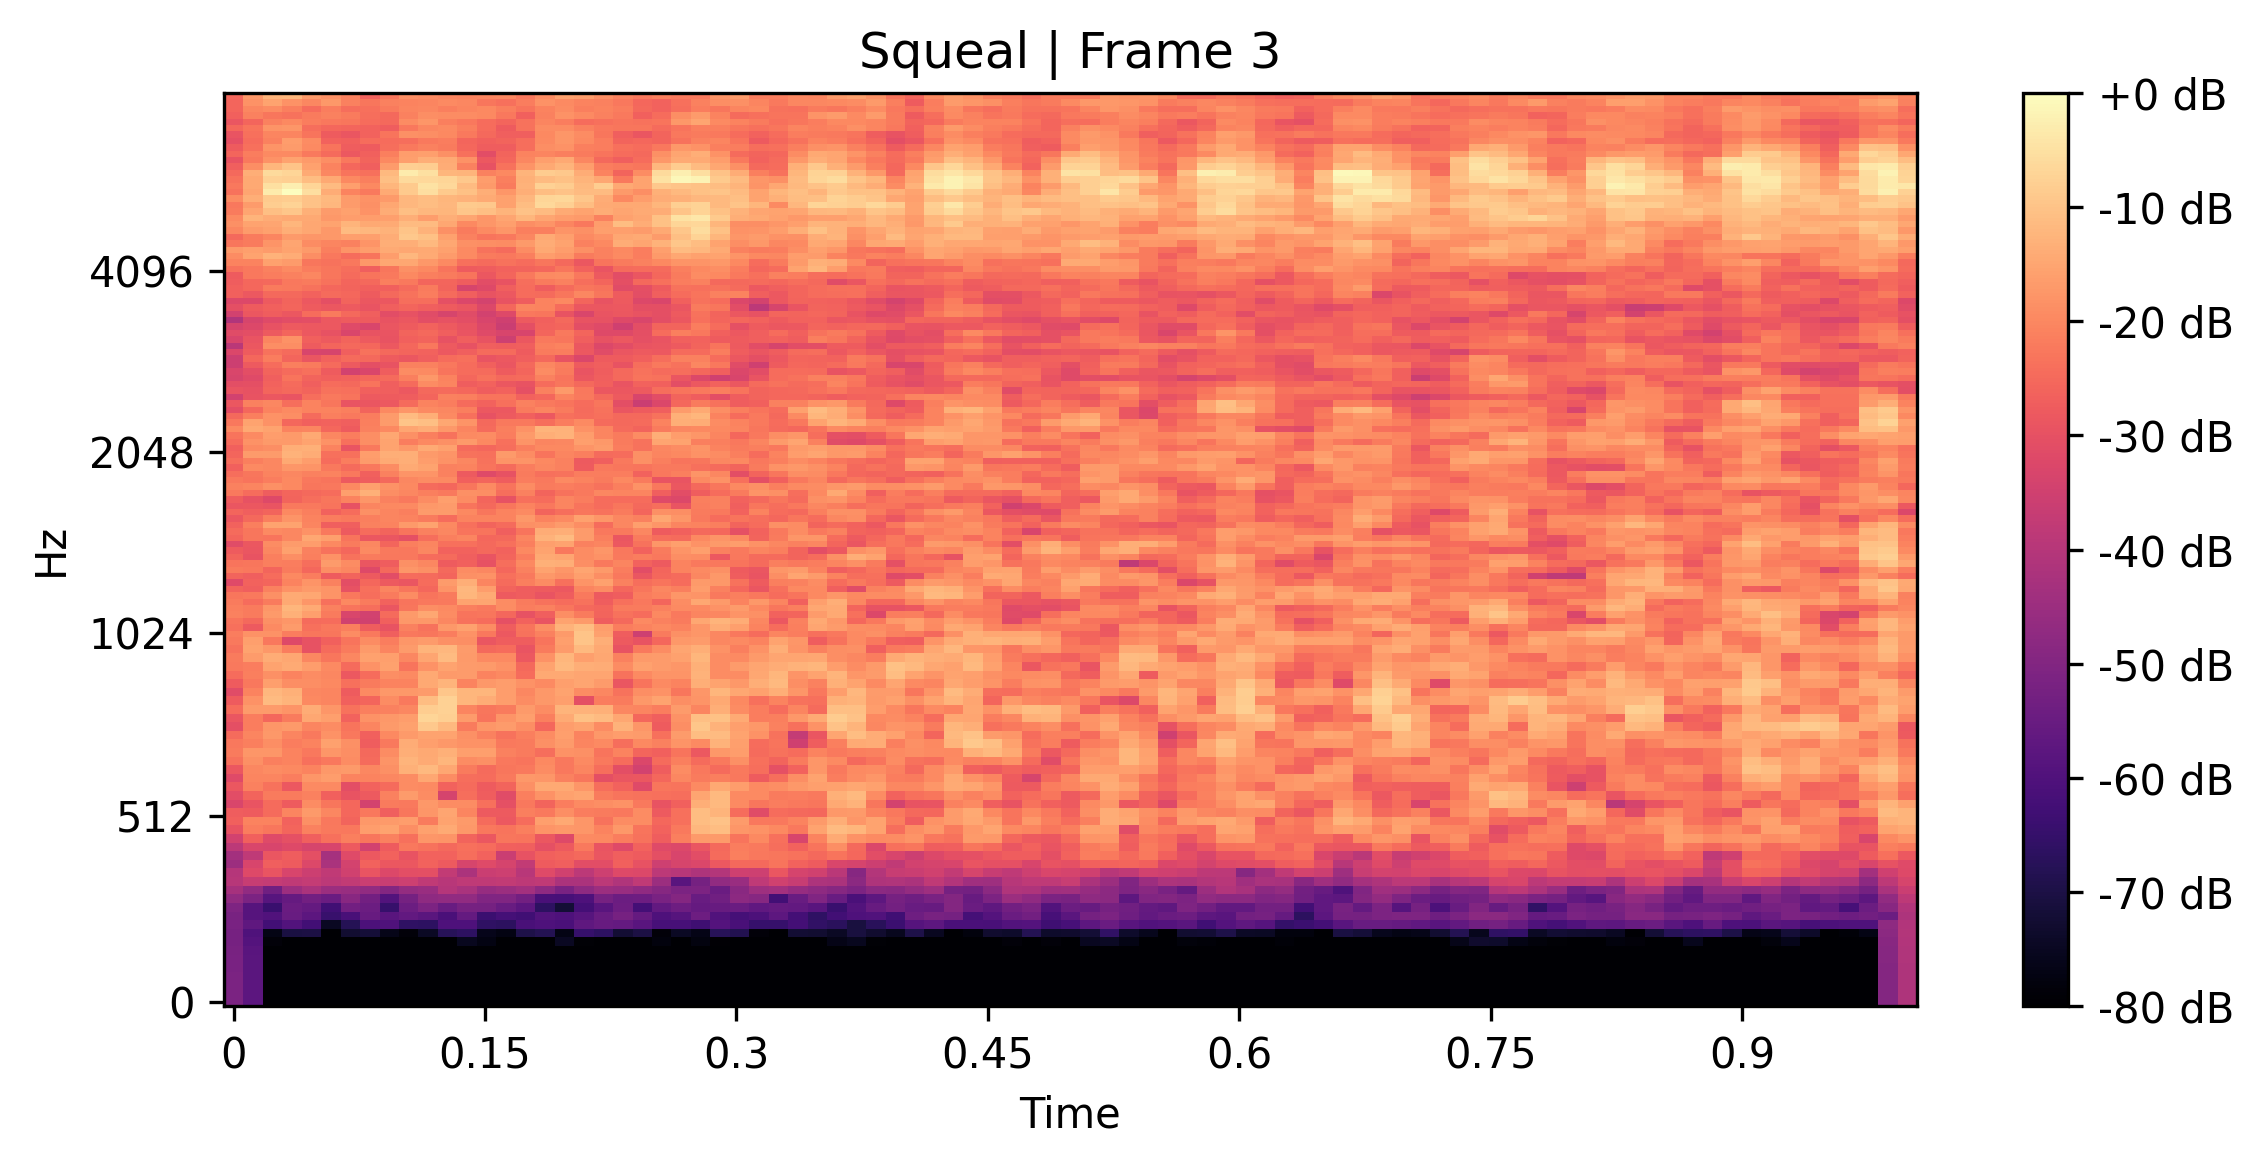 Squeal | Frame 3
+0 dB
-10 dB
-20 dB
-30 dB
-40 dB
-50 dB
-60 dB
-70 dB
-80 dB
Hz
4096
2048
1024
512
0
0 0.15 0.3 0.45 0.6 0.75 0.9
Time